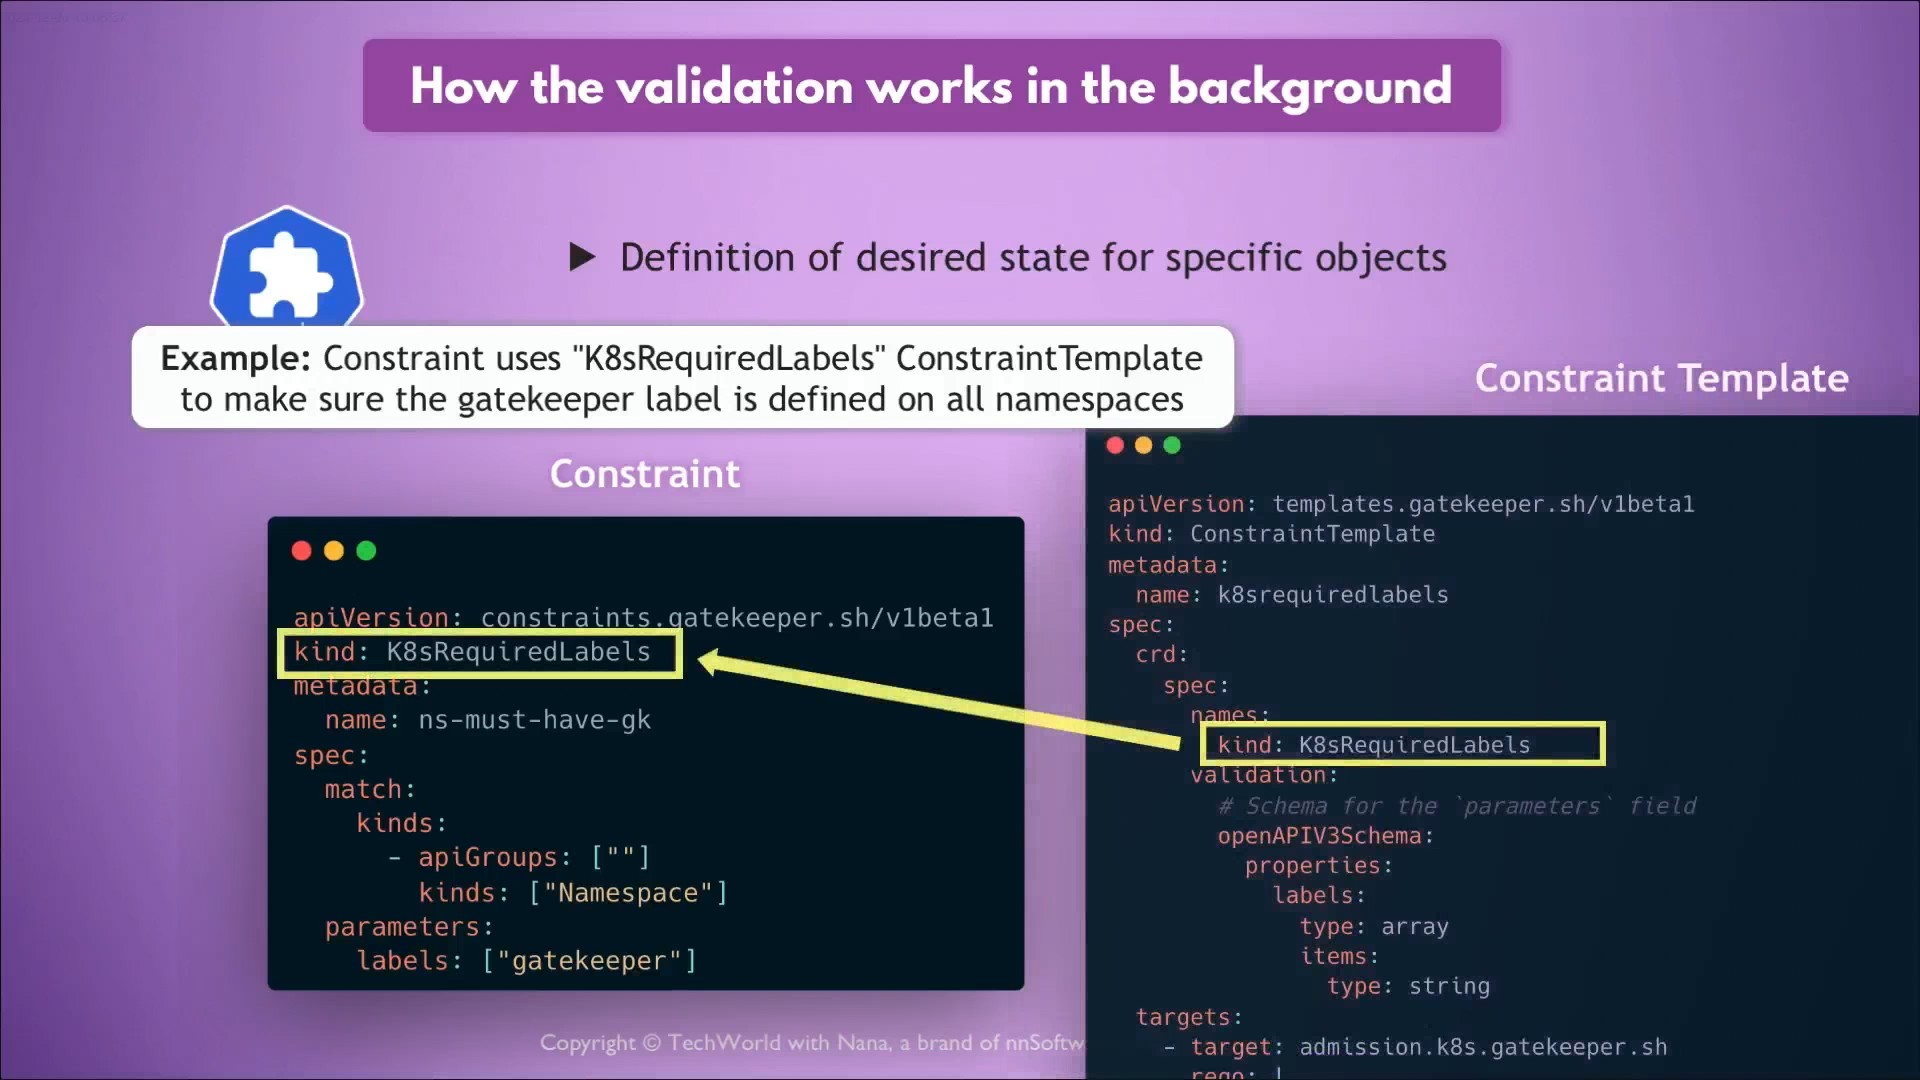 How the validation works in the background
▶ Definition of desired state for specific objects
Example: Constraint uses "K8sRequiredLabels" ConstraintTemplate
to make sure the gatekeeper label is defined on all namespaces
Constraint
apiVersion: constraints.gatekeeper.sh/v1beta1
kind: K8sRequiredLabels
metadata:
  name: ns-must-have-gk
spec:
  match:
    kinds:
      - apiGroups: [""]
        kinds: ["Namespace"]
  parameters:
    labels: ["gatekeeper"]
Constraint Template
apiVersion: templates.gatekeeper.sh/v1beta1
kind: ConstraintTemplate
metadata:
  name: k8srequiredlabels
spec:
  crd:
    spec:
      names:
        kind: K8sRequiredLabels
      validation:
        # Schema for the `parameters` field
        openAPIV3Schema:
          properties:
            labels:
              type: array
              items:
                type: string
  targets:
    - target: admission.k8s.gatekeeper.sh
      rego: |
Copyright © TechWorld with Nana, a brand of nnSoftw